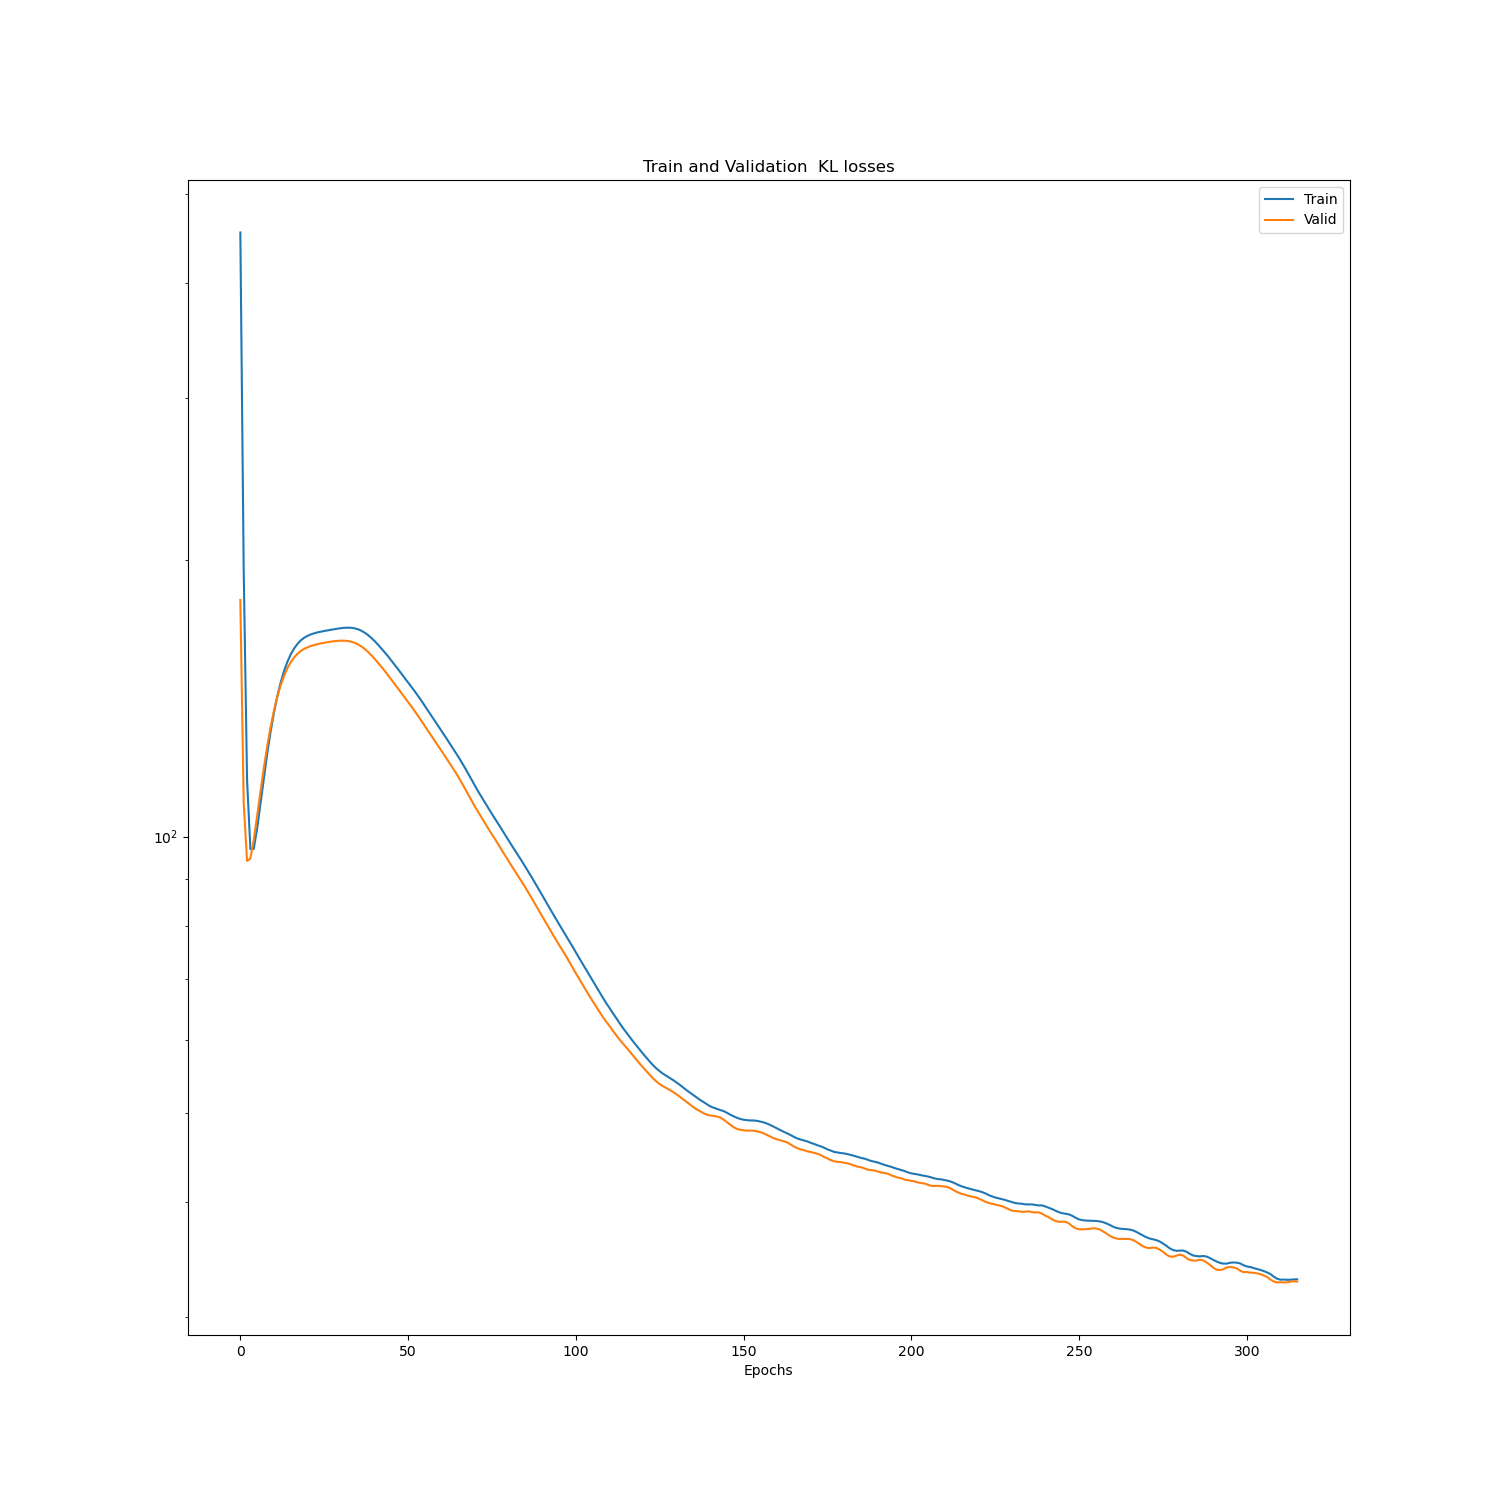 Train and Validation  KL losses
Train
Valid
10²
0 50 100 150 200 250 300
Epochs